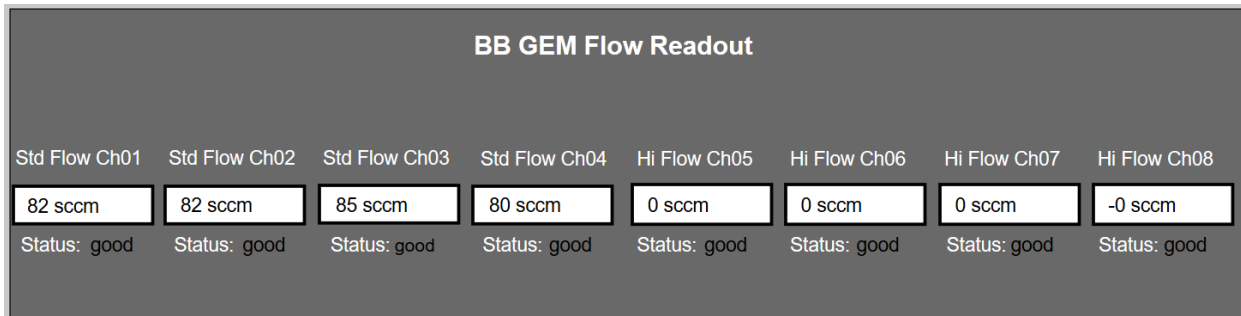 BB GEM Flow Readout
Std Flow Ch01 Std Flow Ch02 Std Flow Ch03 Std Flow Ch04 Hi Flow Ch05 Hi Flow Ch06 Hi Flow Ch07 Hi Flow Ch08
82 sccm 82 sccm 85 sccm 80 sccm 0 sccm 0 sccm 0 sccm -0 sccm
Status: good Status: good Status: good Status: good Status: good Status: good Status: good Status: good